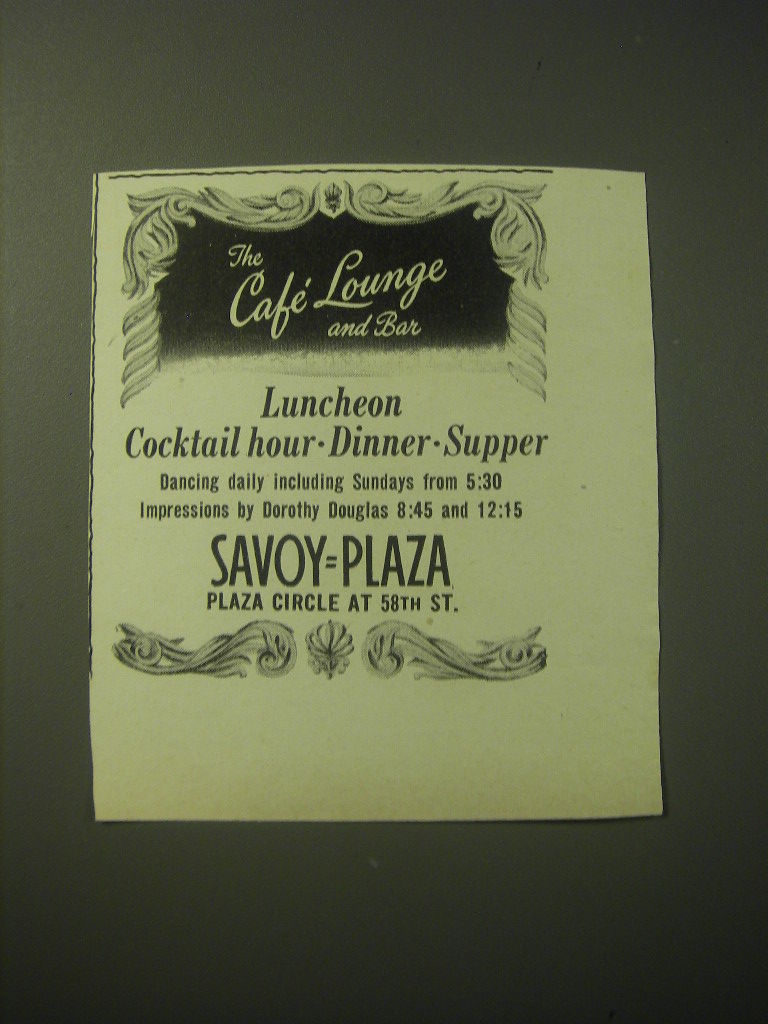 The
Café Lounge
and Bar
Luncheon
Cocktail hour · Dinner · Supper
Dancing daily including Sundays from 5:30
Impressions by Dorothy Douglas 8:45 and 12:15
SAVOY=PLAZA
PLAZA CIRCLE AT 58TH ST.